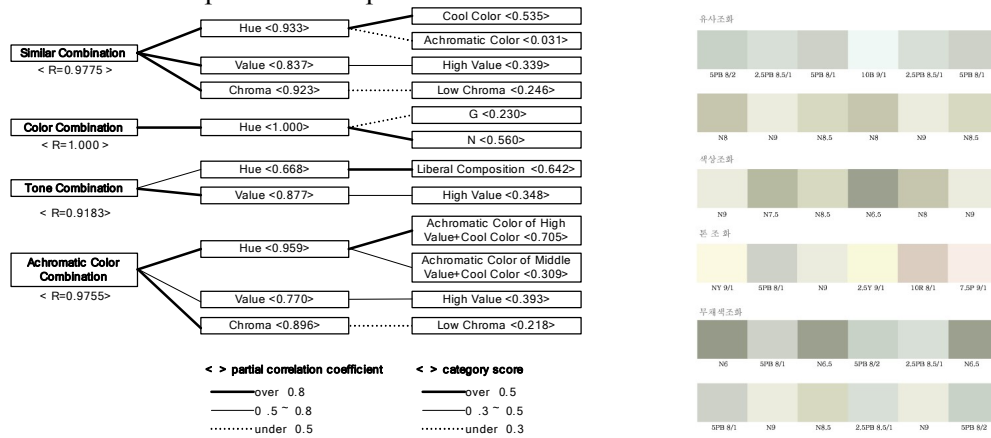 Similar Combination
< R=0.9775 >
Hue <0.933>
Cool Color <0.535>
Achromatic Color <0.031>
Value <0.837>
High Value <0.339>
Chroma <0.923>
Low Chroma <0.246>
Color Combination
< R=1.000 >
Hue <1.000>
G <0.230>
N <0.560>
Tone Combination
< R=0.9183>
Hue <0.668>
Liberal Composition <0.642>
Value <0.877>
High Value <0.348>
Achromatic Color
Combination
< R=0.9755>
Hue <0.959>
Achromatic Color of High
Value+Cool Color <0.705>
Achromatic Color of Middle
Value+Cool Color <0.309>
Value <0.770>
High Value <0.393>
Chroma <0.896>
Low Chroma <0.218>
< > partial correlation coefficient
over 0.8
0 .5 ~ 0.8
under 0.5
< > category score
over 0.5
0 .3 ~ 0.5
under 0.3
유사조화
5PB 8/2 2.5PB 8.5/1 5PB 8/1 10B 9/1 2.5PB 8.5/1 5PB 8/1
N8 N9 N8.5 N8 N9 N8.5
색상조화
N9 N7.5 N8.5 N6.5 N8 N9
톤 조 화
NY 9/1 5PB 8/1 N9 2.5Y 9/1 10R 8/1 7.5P 9/1
무채색조화
N6 5PB 8/1 N6.5 5PB 8/2 2.5PB 8.5/1 N6.5
5PB 8/1 N9 N8.5 2.5PB 8.5/1 N9 5PB 8/2